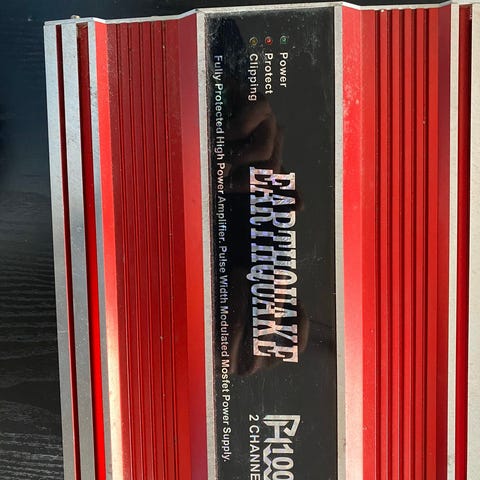 Power
Protect
Clipping
EARTHQUAKE
2 CHANNE
Fully Protected High Power Amplifier. Pulse Width Modulated Mosfet Power Supply.